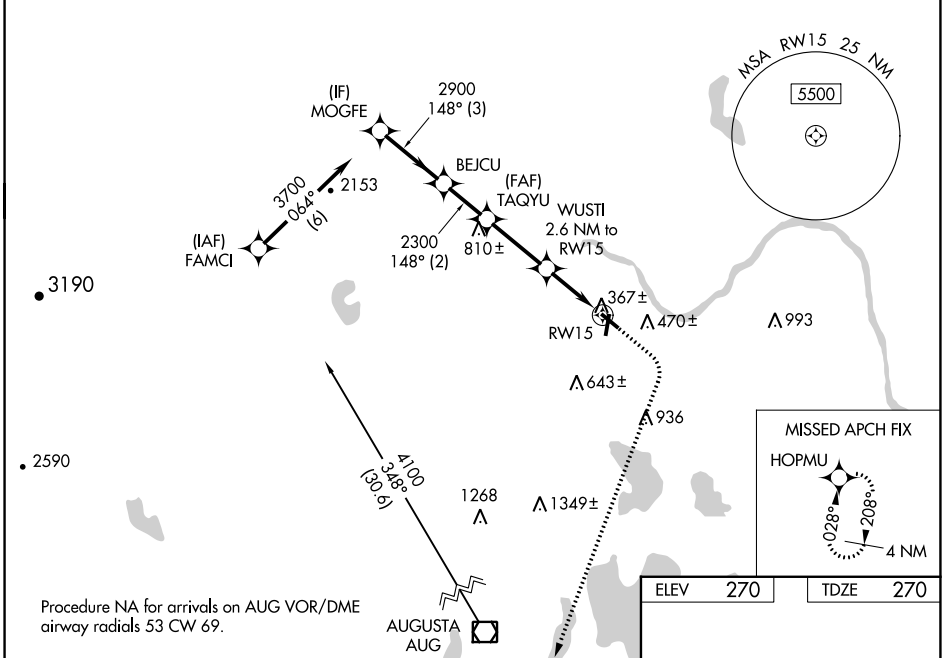 MSA RW15 25 NM
5500
(IF)
MOGFE
2900
148° (3)
BEJCU
(FAF)
TAQYU
3700
064°
(6)
2153
(IAF)
FAMCI
2300
148° (2)
810±
WUSTI
2.6 NM to
RW15
3190
367±
RW15
470±
993
643±
936
2590
4100
348°
(30.6)
1268
1349±
MISSED APCH FIX
HOPMU
028°
208°
4 NM
Procedure NA for arrivals on AUG VOR/DME
airway radials 53 CW 69.
AUGUSTA
AUG
ELEV 270
TDZE 270